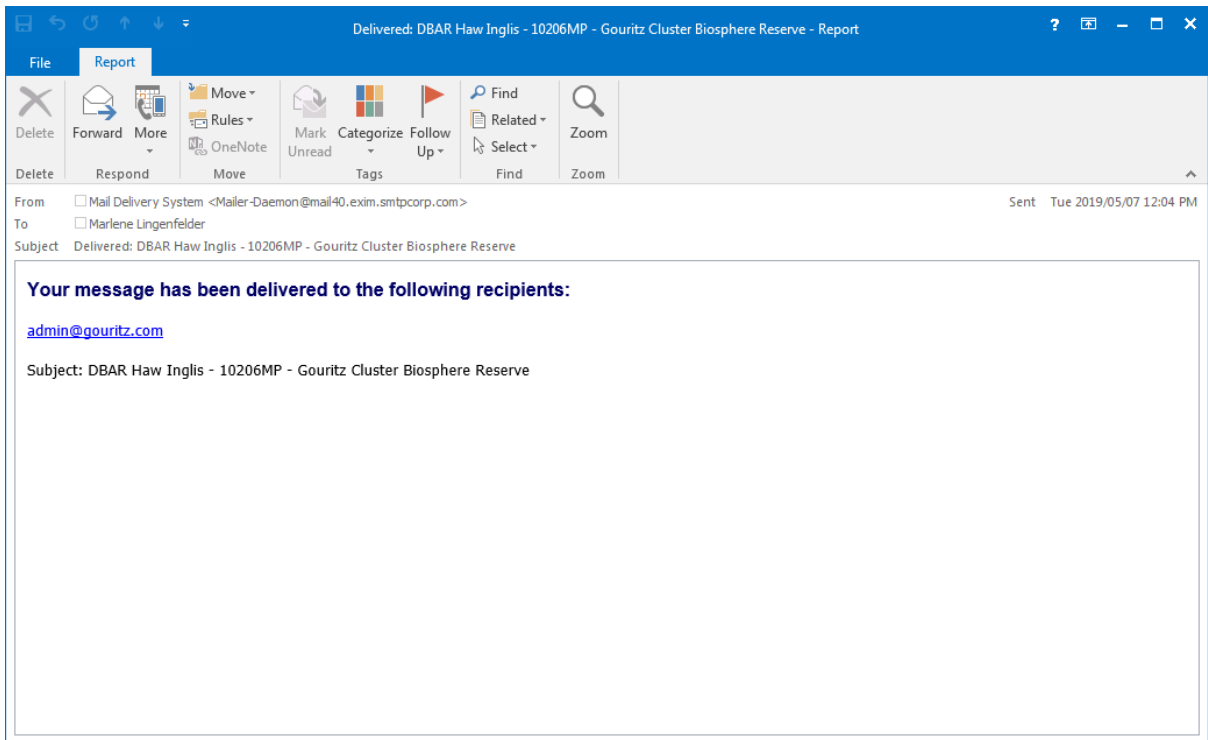 Delivered: DBAR Haw Inglis - 10206MP - Gouritz Cluster Biosphere Reserve - Report
?
File Report
Delete Forward More Move Rules OneNote Mark Unread Categorize Follow Up Find Related Select Zoom
Delete Respond Move Tags Find Zoom
From Mail Delivery System <Mailer-Daemon@mail40.exim.smtpcorp.com> Sent Tue 2019/05/07 12:04 PM
To Marlene Lingenfelder
Subject Delivered: DBAR Haw Inglis - 10206MP - Gouritz Cluster Biosphere Reserve
Your message has been delivered to the following recipients:
admin@gouritz.com
Subject: DBAR Haw Inglis - 10206MP - Gouritz Cluster Biosphere Reserve